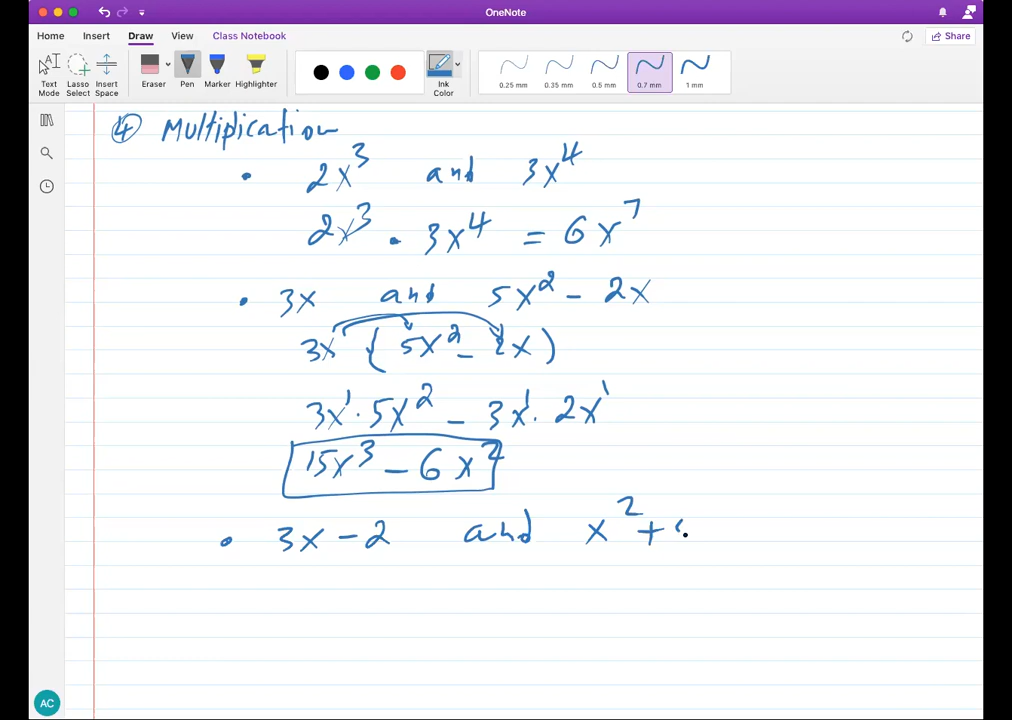 OneNote
Home Insert Draw View Class Notebook Share
Text Mode Lasso Select Insert Space Eraser Pen Marker Highlighter Ink Color 0.25 mm 0.35 mm 0.5 mm 0.7 mm 1 mm
④ Multiplication
• 2x³ and 3x⁴
2x³ • 3x⁴ = 6x⁷
• 3x and 5x² - 2x
3x (5x² - 2x)
3x¹ · 5x² - 3x¹ · 2x¹
15x³ - 6x²
• 3x - 2 and x² +
AC